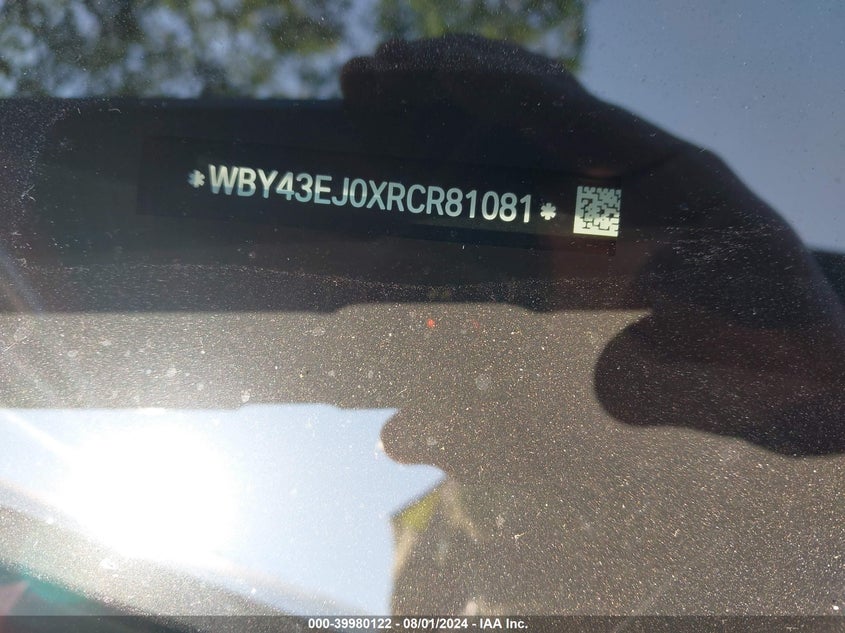 *WBY43EJ0XRCR81081*
000-39980122 - 08/01/2024 - IAA Inc.